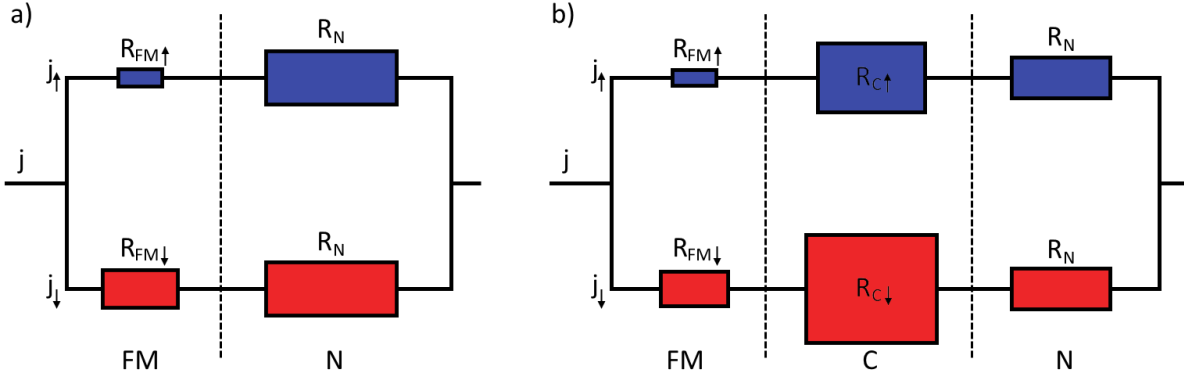 a)
R_FM↑
R_N
j↑
j
R_FM↓
R_N
j↓
FM
N
b)
R_FM↑
R_C↑
R_N
j↑
j
R_FM↓
R_C↓
R_N
j↓
FM
C
N